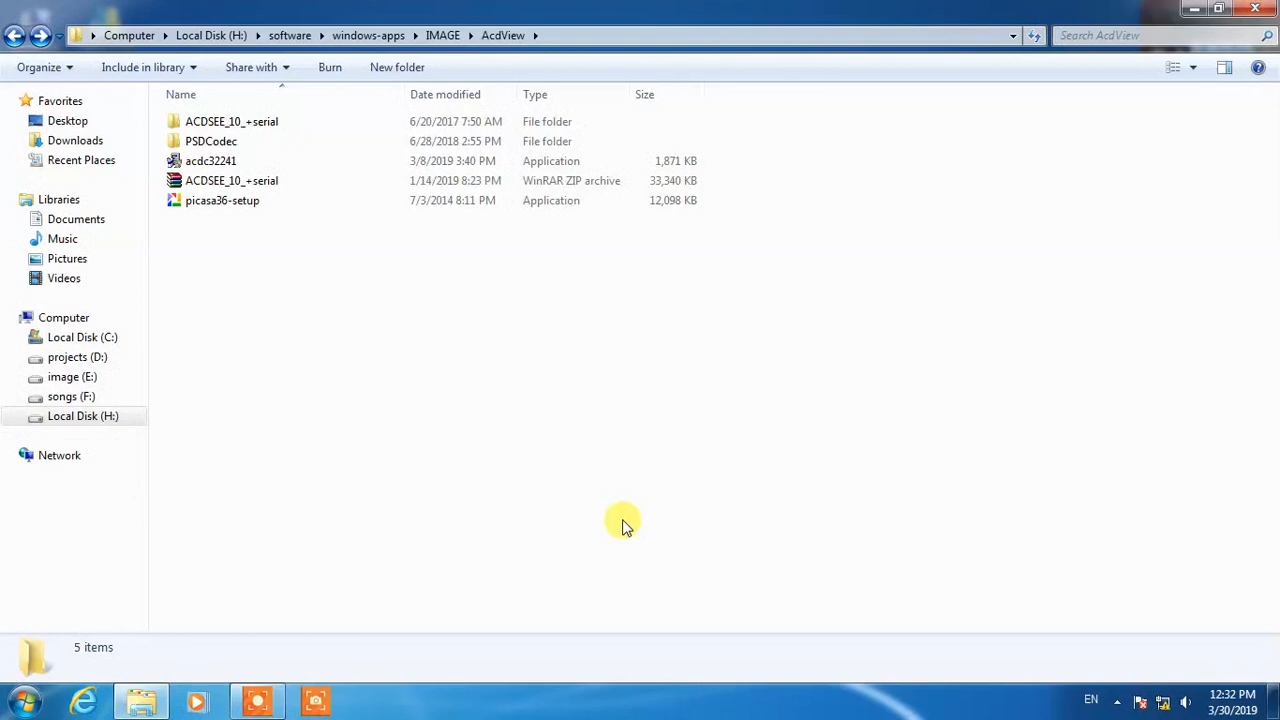 Computer Local Disk (H:) software windows-apps IMAGE AcdView Search AcdView
Organize Include in library Share with Burn New folder
Name Date modified Type Size
Favorites
Desktop
Downloads
Recent Places
Libraries
Documents
Music
Pictures
Videos
Computer
Local Disk (C:)
projects (D:)
image (E:)
songs (F:)
Local Disk (H:)
Network
ACDSEE_10_+serial 6/20/2017 7:50 AM File folder
PSDCodec 6/28/2018 2:55 PM File folder
acdc32241 3/8/2019 3:40 PM Application 1,871 KB
ACDSEE_10_+serial 1/14/2019 8:23 PM WinRAR ZIP archive 33,340 KB
picasa36-setup 7/3/2014 8:11 PM Application 12,098 KB
5 items
EN
12:32 PM
3/30/2019